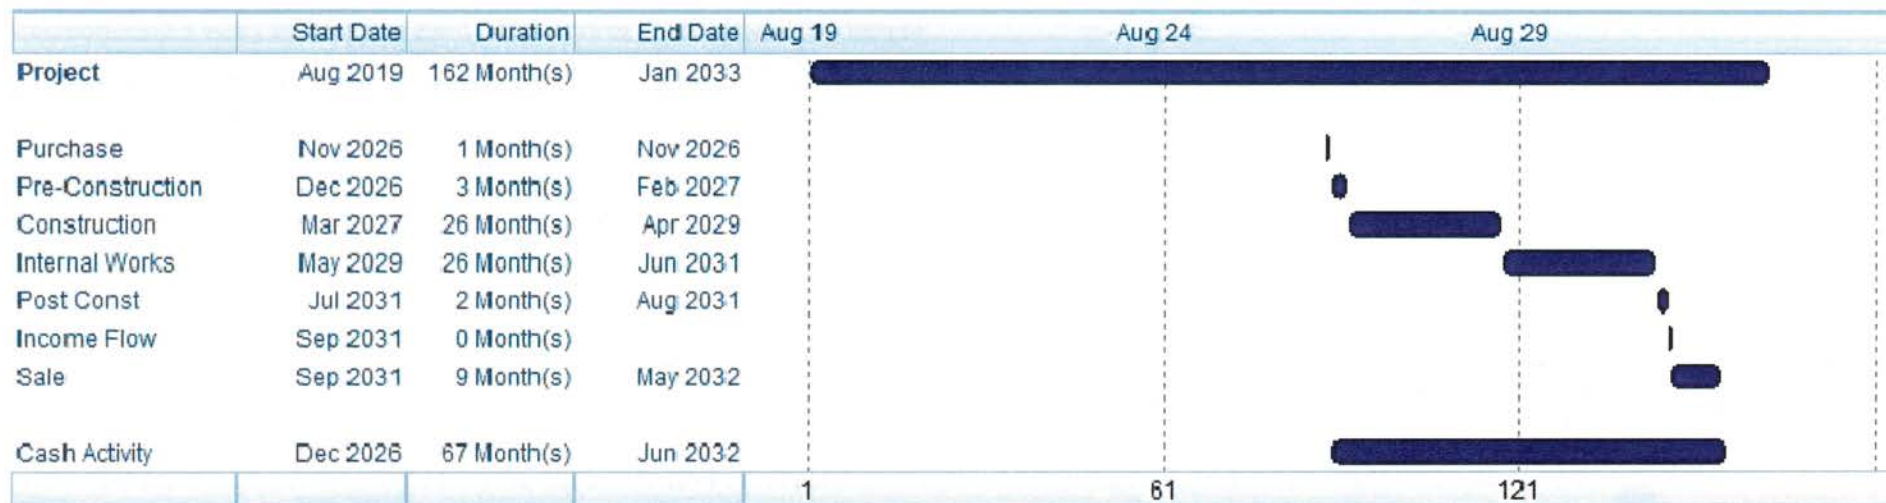 Start Date Duration End Date Aug 19 Aug 24 Aug 29
Project Aug 2019 162 Month(s) Jan 2033
Purchase Nov 2026 1 Month(s) Nov 2026
Pre-Construction Dec 2026 3 Month(s) Feb 2027
Construction Mar 2027 26 Month(s) Apr 2029
Internal Works May 2029 26 Month(s) Jun 2031
Post Const Jul 2031 2 Month(s) Aug 2031
Income Flow Sep 2031 0 Month(s)
Sale Sep 2031 9 Month(s) May 2032
Cash Activity Dec 2026 67 Month(s) Jun 2032
1 61 121